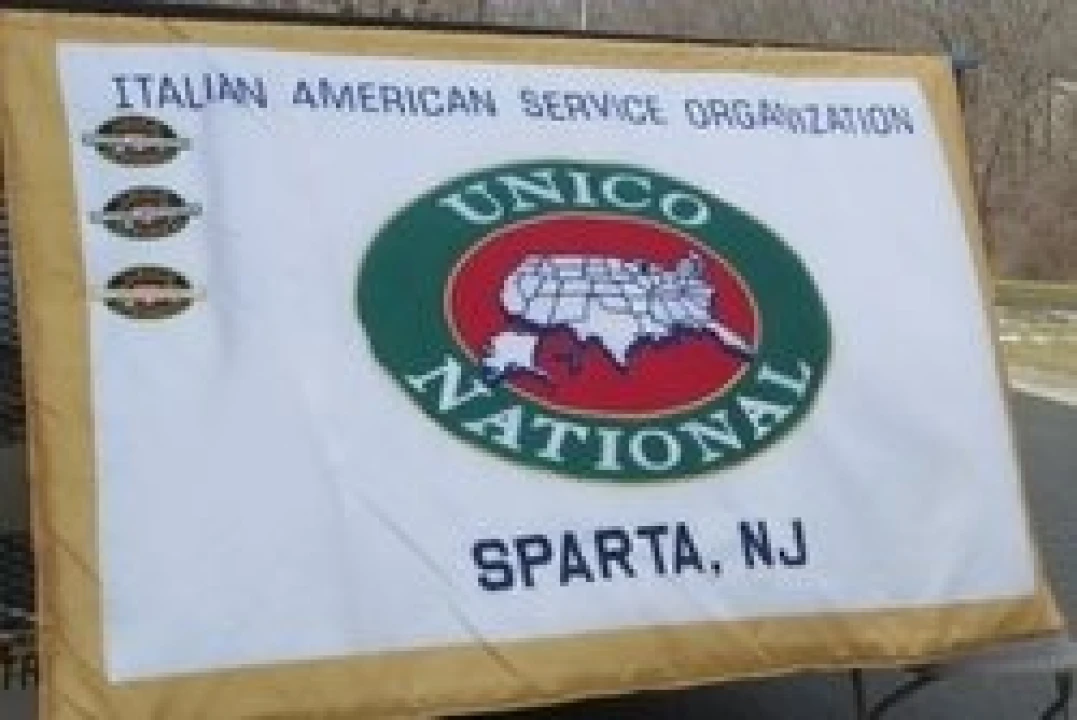 ITALIAN AMERICAN SERVICE ORGANIZATION
UNICO
NATIONAL
SPARTA, NJ